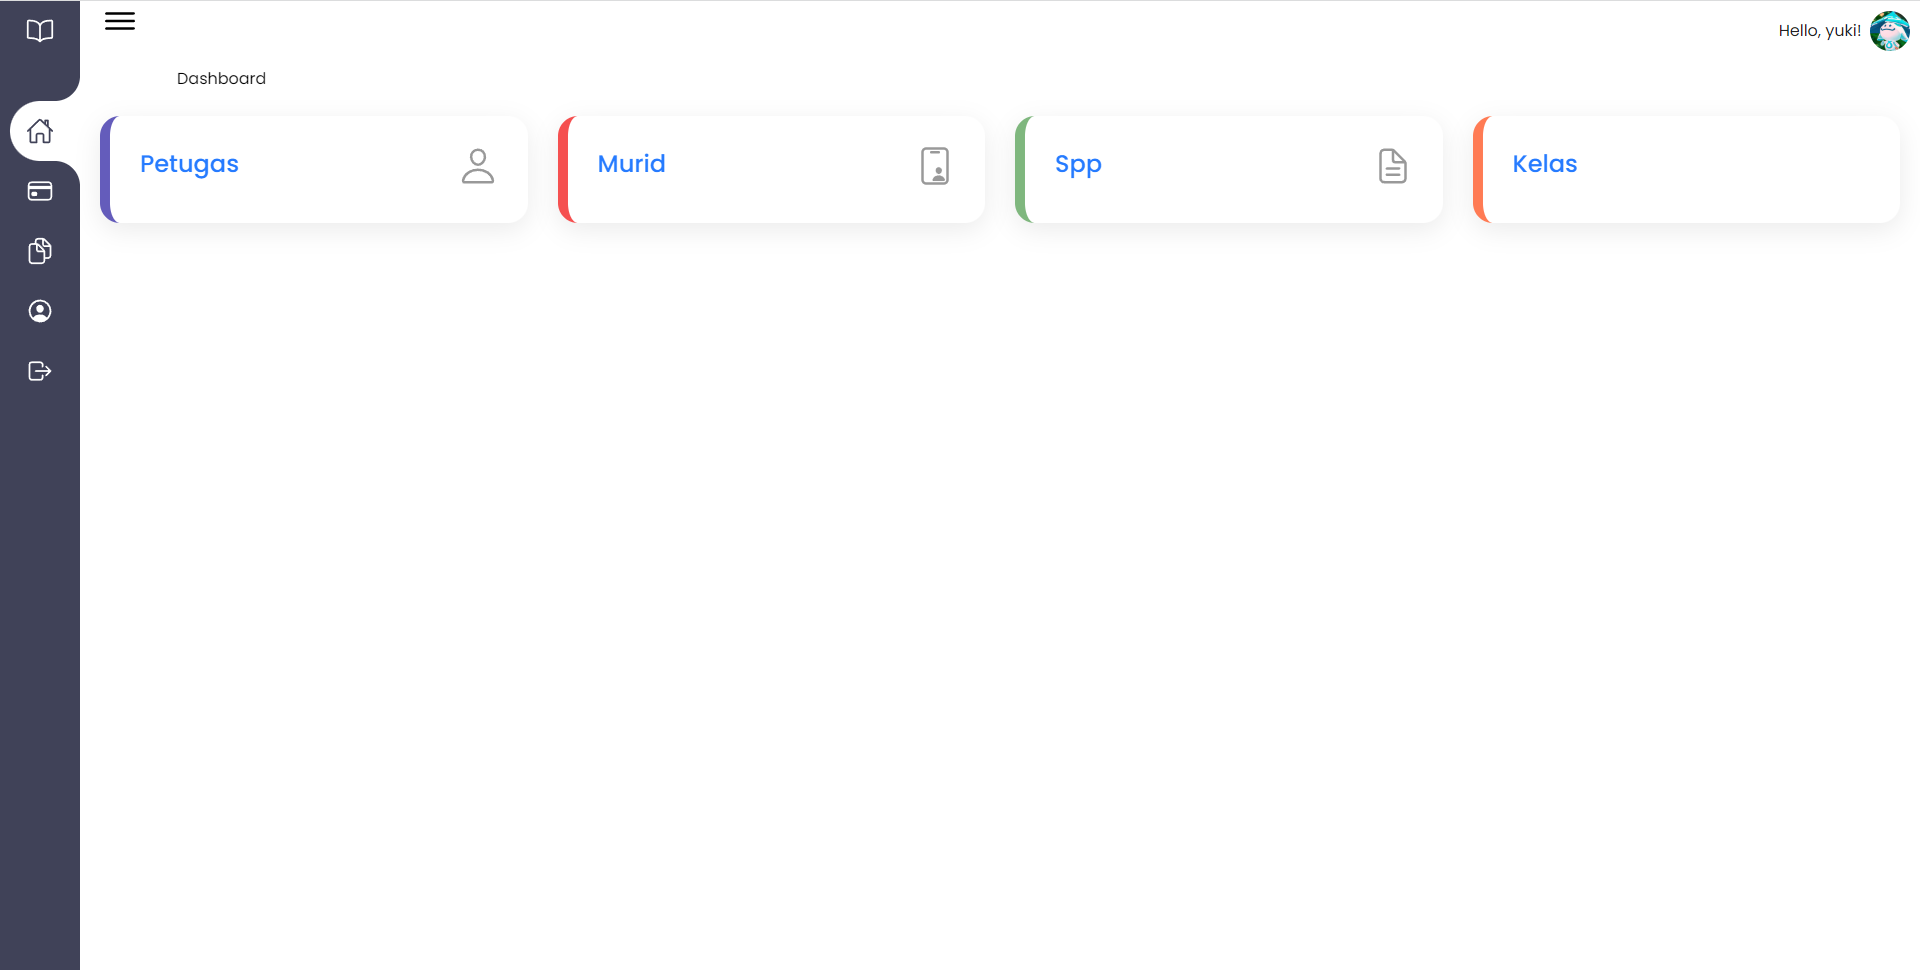 Hello, yuki!
Dashboard
Petugas
Murid
Spp
Kelas